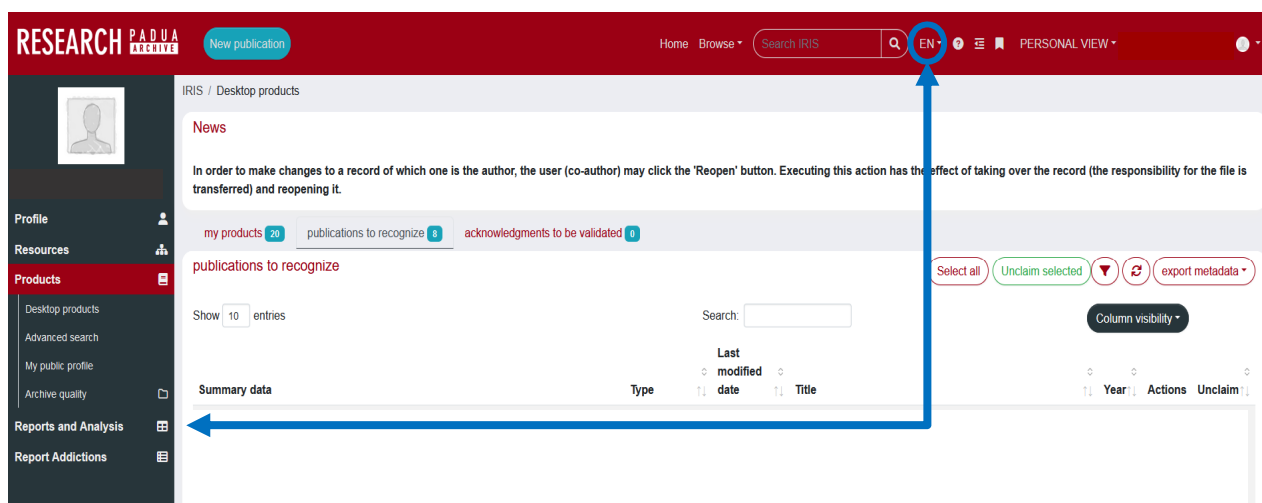 RESEARCH PADUA ARCHIVE
New publication
Home Browse Search IRIS EN PERSONAL VIEW
IRIS / Desktop products
News
In order to make changes to a record of which one is the author, the user (co-author) may click the 'Reopen' button. Executing this action has the effect of taking over the record (the responsibility for the file is
transferred) and reopening it.
Profile
Resources
Products
Desktop products
Advanced search
My public profile
Archive quality
Reports and Analysis
Report Addictions
my products 20 publications to recognize 8 acknowledgments to be validated 0
publications to recognize
Select all Unclaim selected export metadata
Show 10 entries Search:
Column visibility
Summary data Type Last modified date Title Year Actions Unclaim